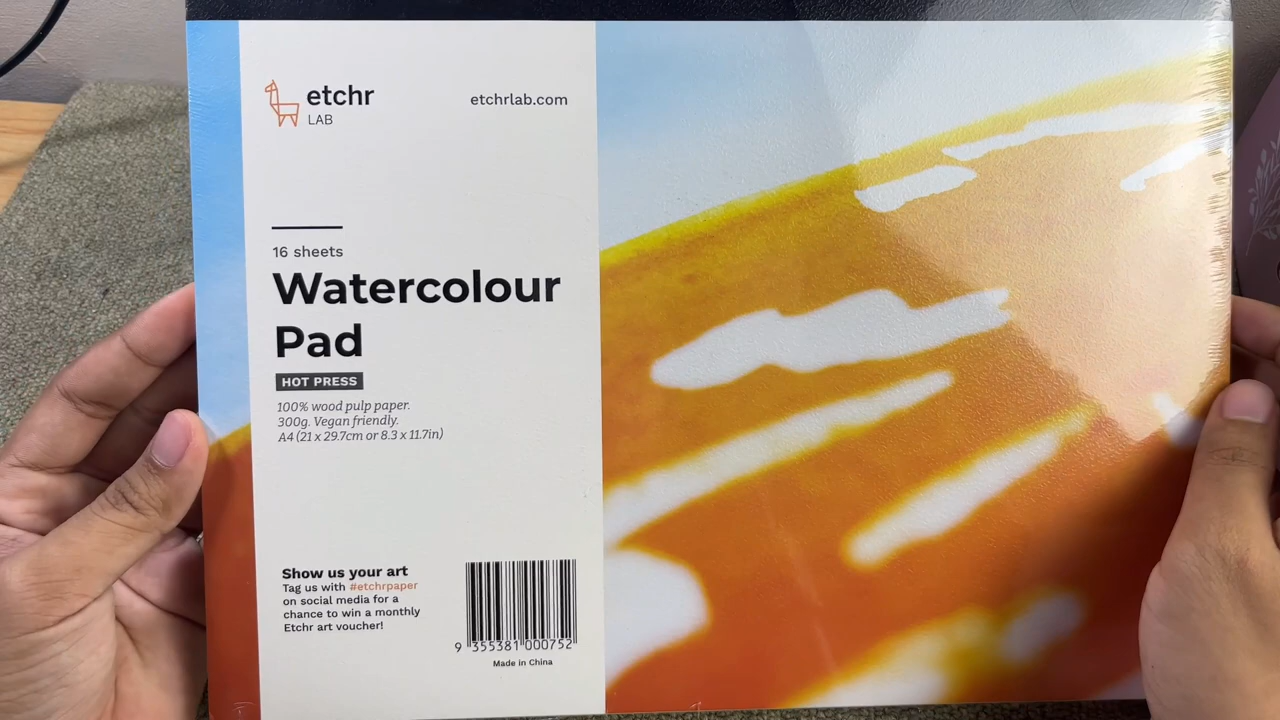 etchr
LAB
etchrlab.com
16 sheets
Watercolour
Pad
HOT PRESS
100% wood pulp paper.
300g. Vegan friendly.
A4 (21 x 29.7cm or 8.3 x 11.7in)
Show us your art
Tag us with #etchrpaper
on social media for a
chance to win a monthly
Etchr art voucher!
9 355381 000752
Made in China